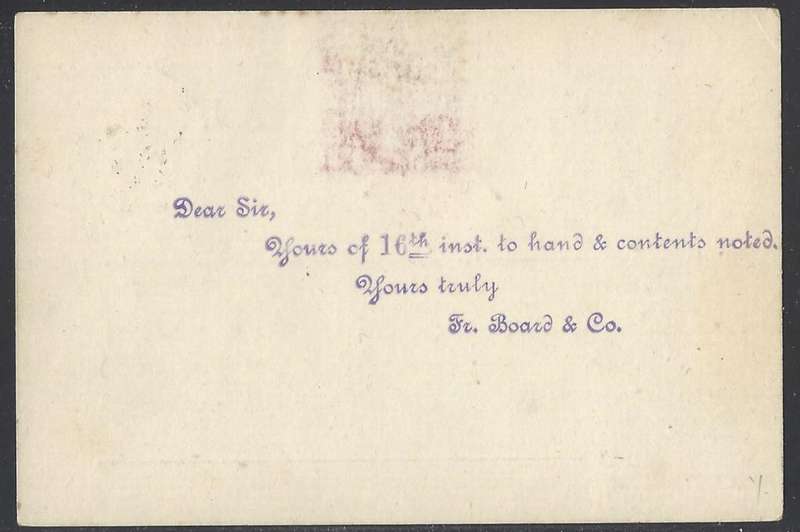 Dear Sir,
Yours of 16th inst. to hand & contents noted.
Yours truly
Fr. Board & Co.